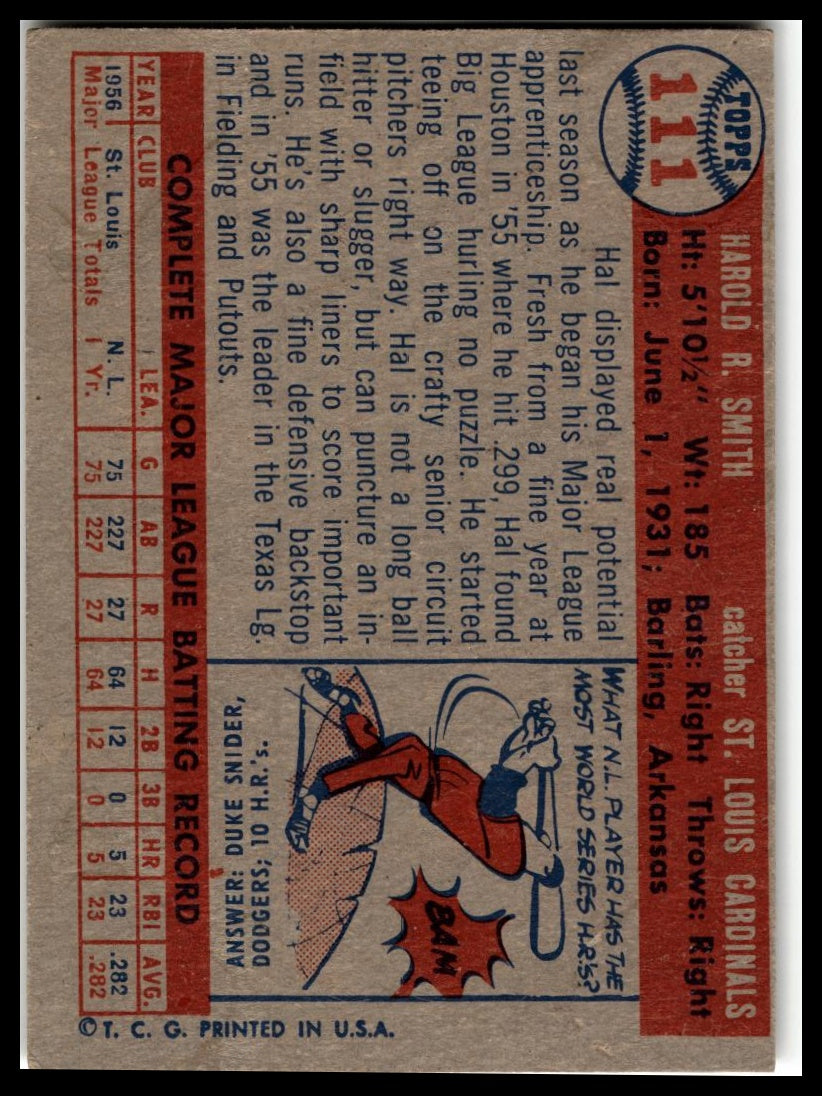 TOPPS
111
HAROLD R. SMITH catcher ST. LOUIS CARDINALS
Ht: 5'10½" Wt: 185 Bats: Right Throws: Right
Born: June 1, 1931; Barling, Arkansas
Hal displayed real potential
last season as he began his Major League
apprenticeship. Fresh from a fine year at
Houston in '55 where he hit .299, Hal found
Big League hurling no puzzle. He started
teeing off on the crafty senior circuit
pitchers right way. Hal is not a long ball
hitter or slugger, but can puncture an in-
field with sharp liners to score important
runs. He's also a fine defensive backstop
and in '55 was the leader in the Texas Lg.
in Fielding and Putouts.
WHAT N.L. PLAYER HAS THE
MOST WORLD SERIES H.R'S.?
BAM
ANSWER: DUKE SNIDER,
DODGERS; 10 H.R.'s.
COMPLETE MAJOR LEAGUE BATTING RECORD
YEAR CLUB LEA. G AB R H 2B 3B HR RBI AVG.
1956 St. Louis N. L. 75 227 27 64 12 0 5 23 .282
Major League Totals 1 Yr. 75 227 27 64 12 0 5 23 .282
© T. C. G. PRINTED IN U.S.A.